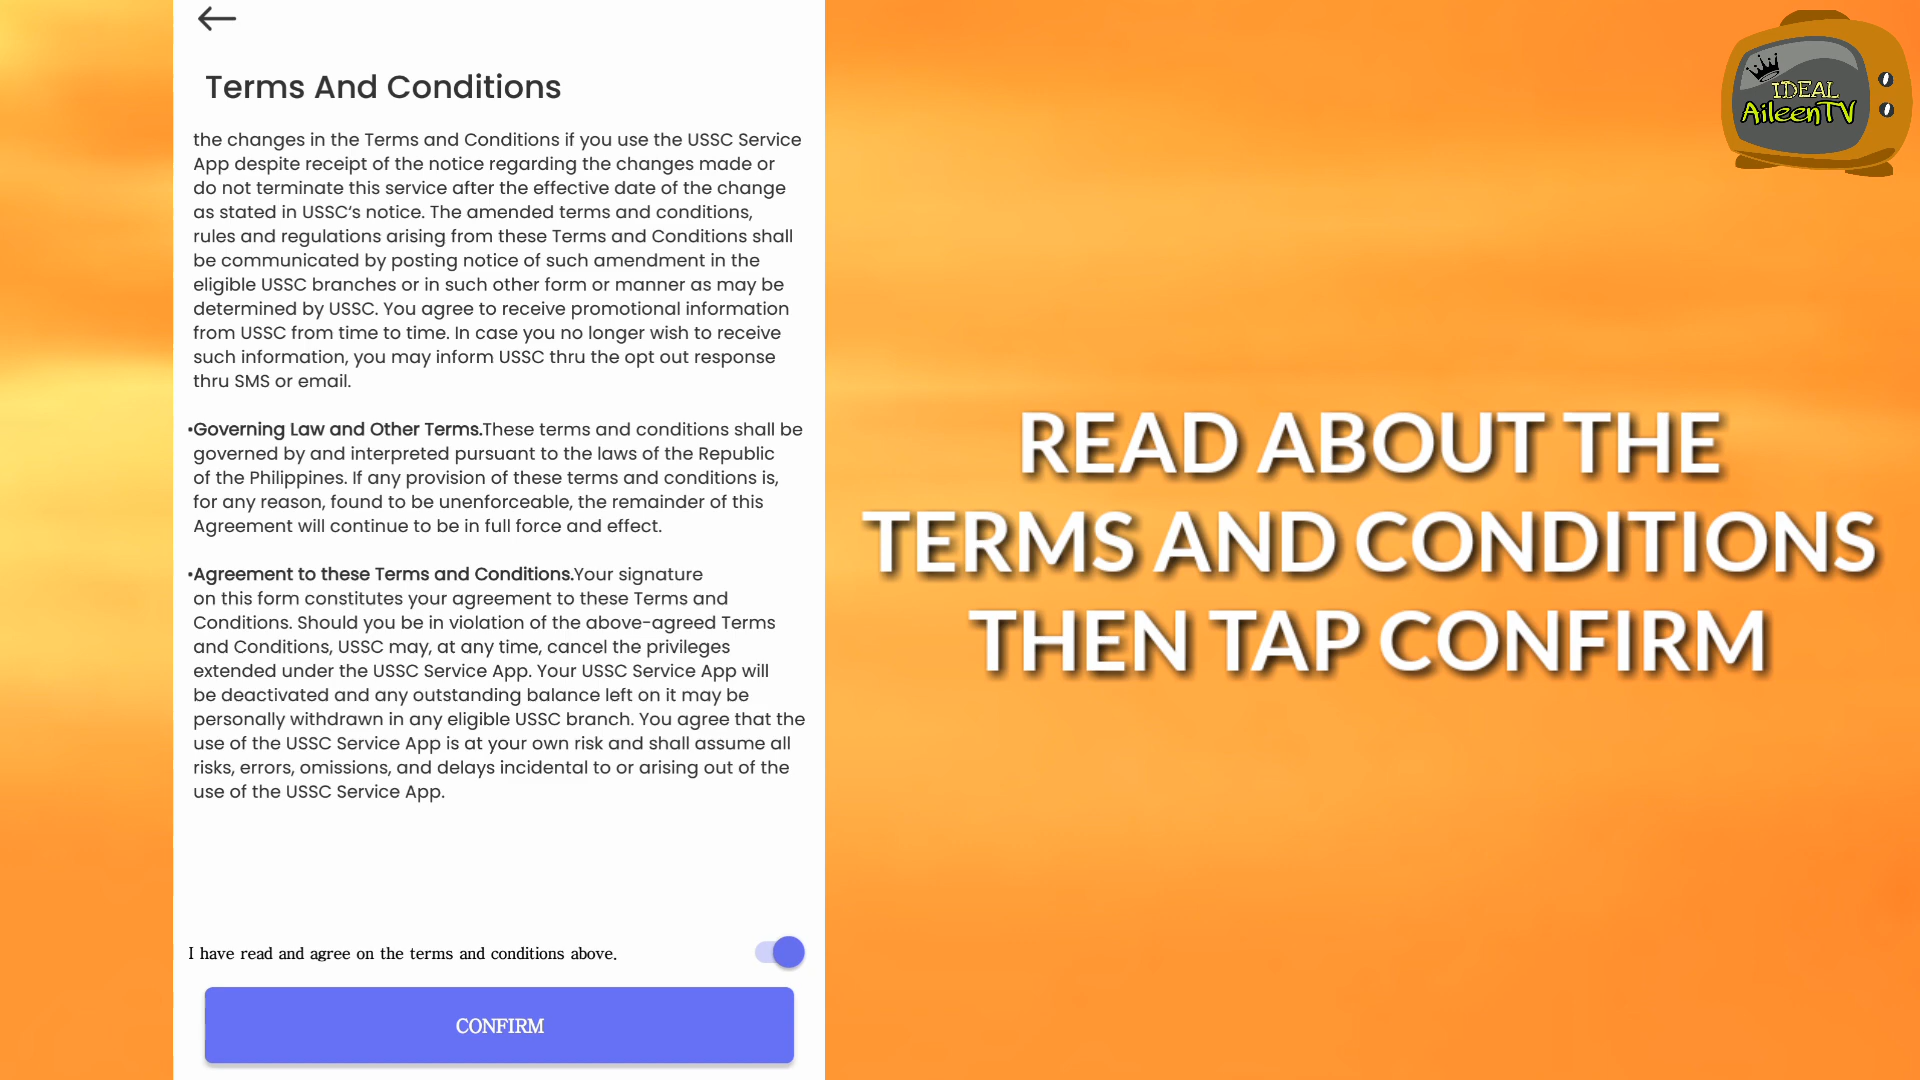 Terms And Conditions
the changes in the Terms and Conditions if you use the USSC Service
App despite receipt of the notice regarding the changes made or
do not terminate this service after the effective date of the change
as stated in USSC's notice. The amended terms and conditions,
rules and regulations arising from these Terms and Conditions shall
be communicated by posting notice of such amendment in the
eligible USSC branches or in such other form or manner as may be
determined by USSC. You agree to receive promotional information
from USSC from time to time. In case you no longer wish to receive
such information, you may inform USSC thru the opt out response
thru SMS or email.
•Governing Law and Other Terms.These terms and conditions shall be
governed by and interpreted pursuant to the laws of the Republic
of the Philippines. If any provision of these terms and conditions is,
for any reason, found to be unenforceable, the remainder of this
Agreement will continue to be in full force and effect.
•Agreement to these Terms and Conditions.Your signature
on this form constitutes your agreement to these Terms and
Conditions. Should you be in violation of the above-agreed Terms
and Conditions, USSC may, at any time, cancel the privileges
extended under the USSC Service App. Your USSC Service App will
be deactivated and any outstanding balance left on it may be
personally withdrawn in any eligible USSC branch. You agree that the
use of the USSC Service App is at your own risk and shall assume all
risks, errors, omissions, and delays incidental to or arising out of the
use of the USSC Service App.
I have read and agree on the terms and conditions above.
CONFIRM
READ ABOUT THE
TERMS AND CONDITIONS
THEN TAP CONFIRM
IDEAL
AileenTV